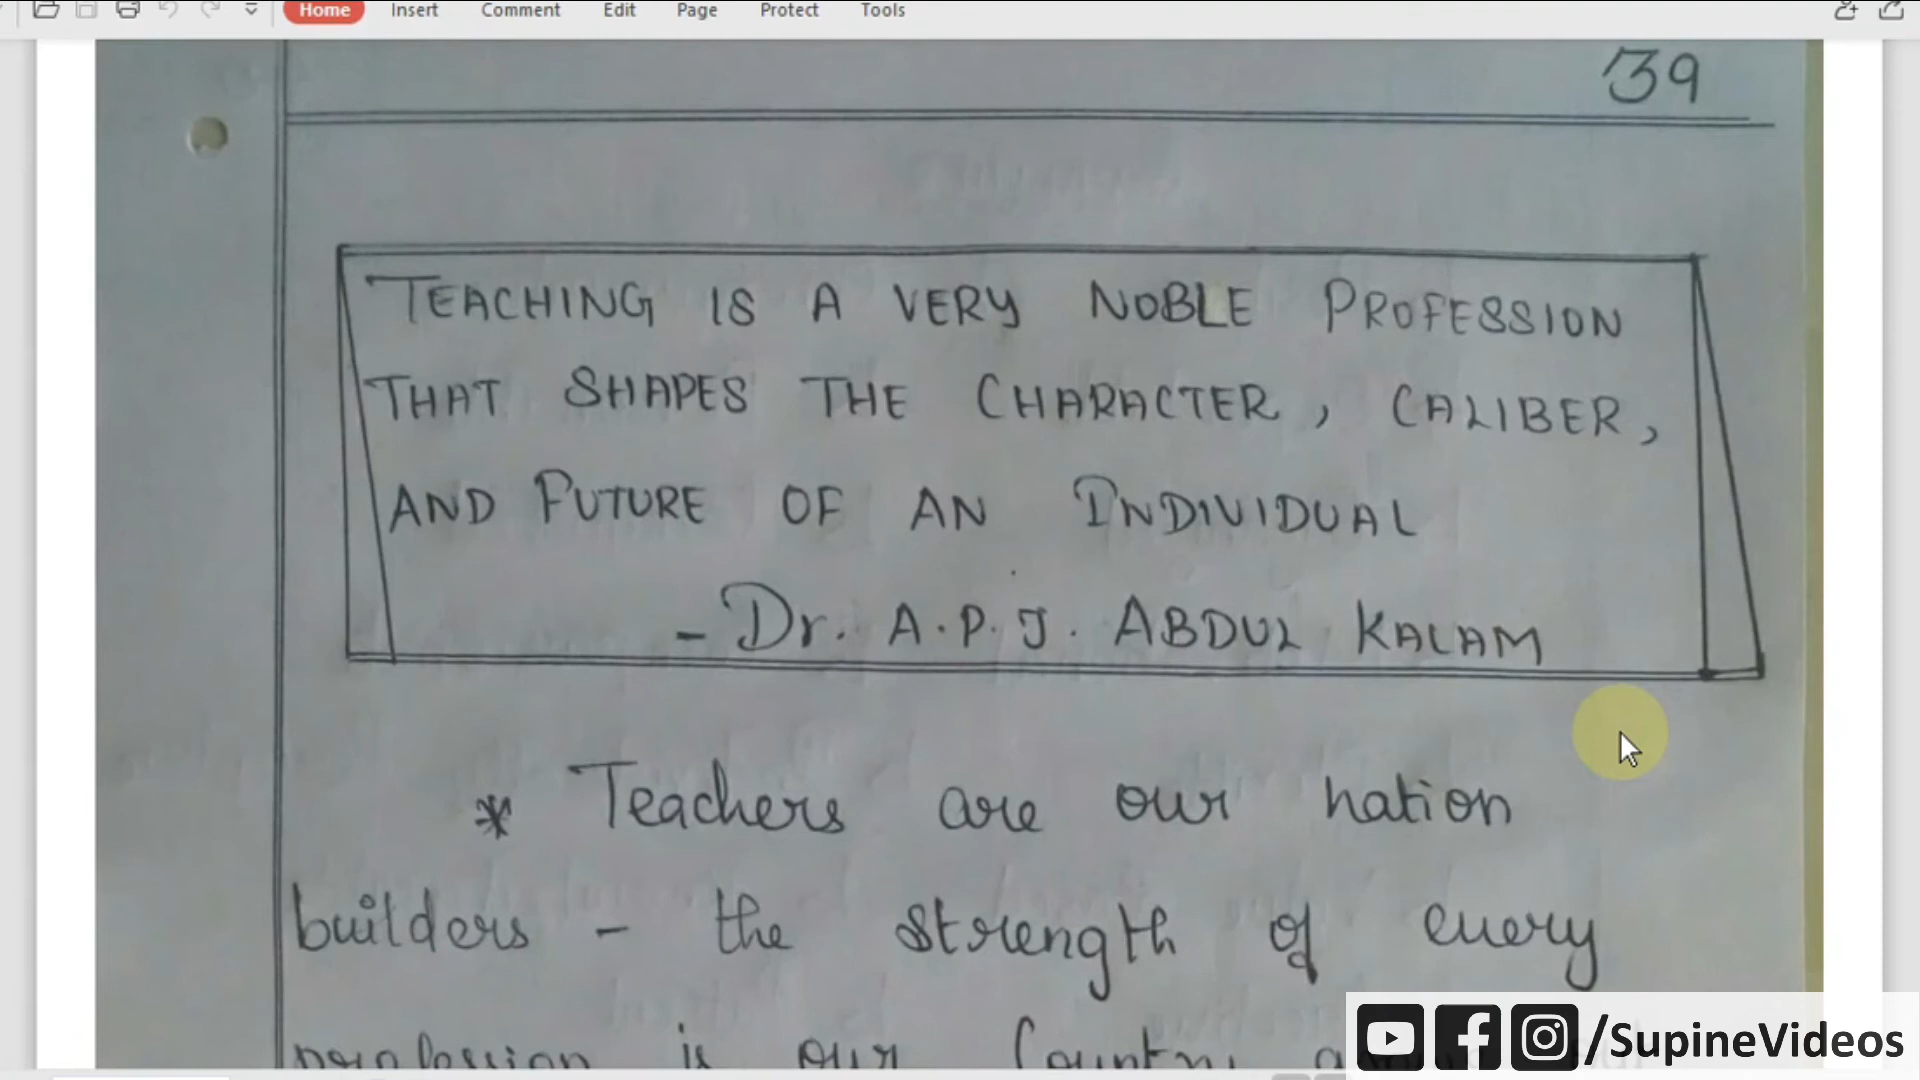 Home Insert Comment Edit Page Protect Tools
39
TEACHING IS A VERY NOBLE PROFESSION
THAT SHAPES THE CHARACTER, CALIBER,
AND FUTURE OF AN INDIVIDUAL
- Dr. A.P.J. ABDUL KALAM
* Teachers are our nation
builders - the strength of every
profession is our Country
/SupineVideos